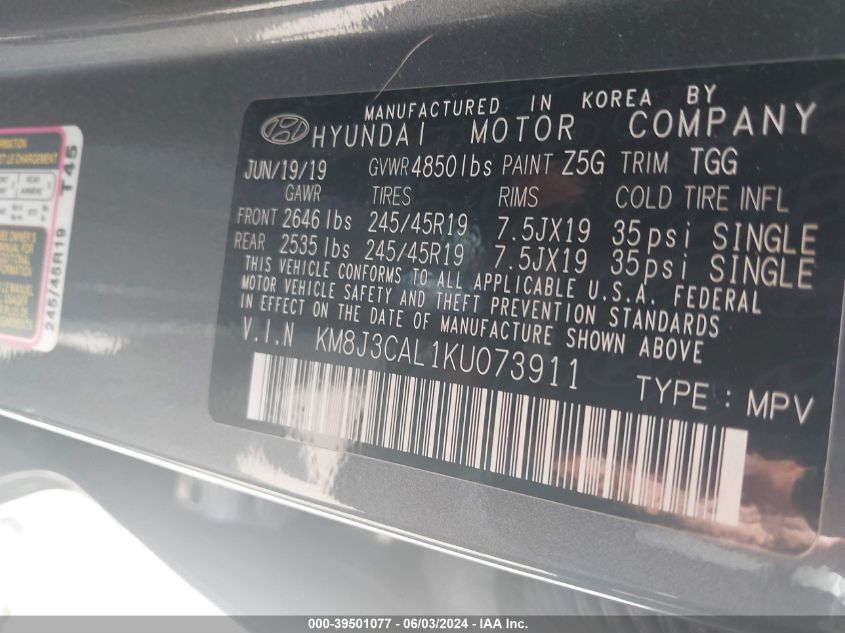 MANUFACTURED IN KOREA BY
HYUNDAI MOTOR COMPANY
JUN/19/19 GVWR 4850lbs PAINT Z5G TRIM TGG
GAWR TIRES RIMS COLD TIRE INFL
FRONT 2646 lbs 245/45R19 7.5JX19 35psi SINGLE
REAR 2535 lbs 245/45R19 7.5JX19 35psi SINGLE
THIS VEHICLE CONFORMS TO ALL APPLICABLE U.S.A. FEDERAL
MOTOR VEHICLE SAFETY AND THEFT PREVENTION STANDARDS
IN EFFECT ON THE DATE OF MANUFACTURE SHOWN ABOVE
V.I.N KM8J3CAL1KU073911
TYPE : MPV
T45
245/45R19
REAR
ARRIÈRE
000-39501077 - 06/03/2024 - IAA Inc.